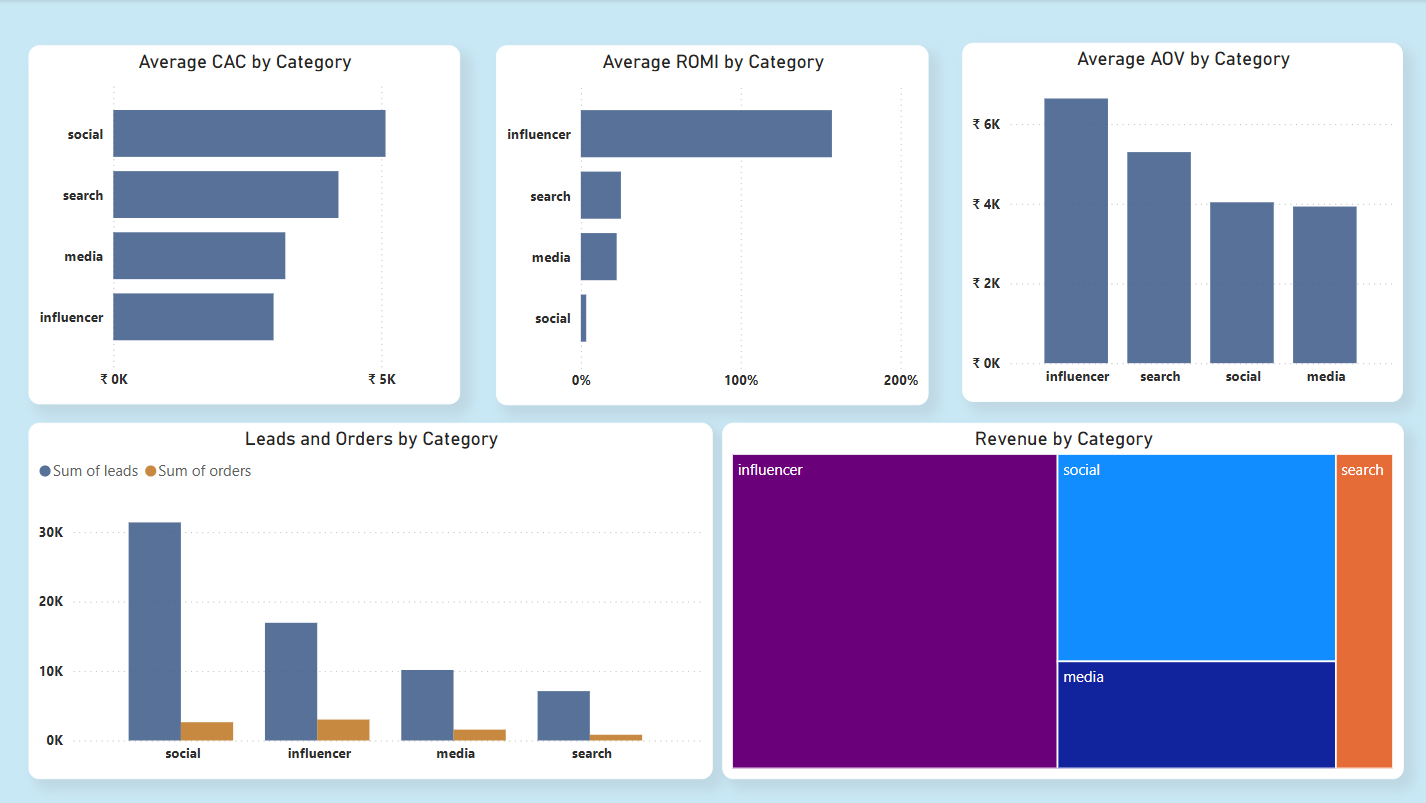 Average CAC by Category
social
search
media
influencer
₹ 0K
₹ 5K
Average ROMI by Category
influencer
search
media
social
0%
100%
200%
Average AOV by Category
₹ 6K
₹ 4K
₹ 2K
₹ 0K
influencer
search
social
media
Leads and Orders by Category
Sum of leads
Sum of orders
30K
20K
10K
0K
social
influencer
media
search
Revenue by Category
influencer
social
search
media